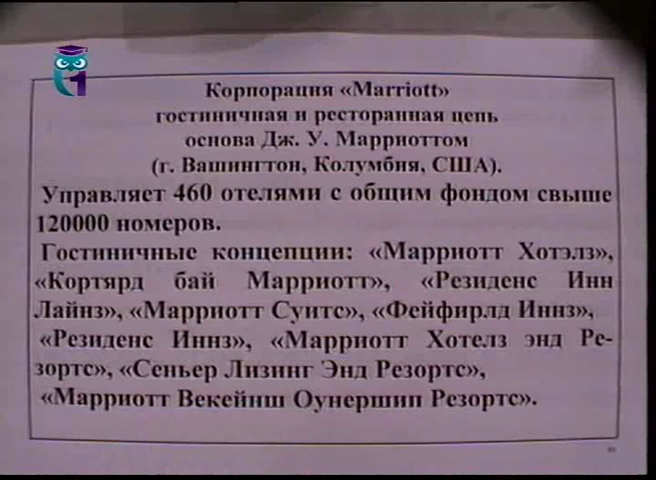 Корпорация «Marriott»
гостиничная и ресторанная цепь
основа Дж. У. Марриоттом
(г. Вашингтон, Колумбия, США).
Управляет 460 отелями с общим фондом свыше
120000 номеров.
Гостиничные концепции: «Марриотт Хотэлз»,
«Кортярд бай Марриотт», «Резиденс Инн
Лайнз», «Марриотт Суитс», «Фейфирлд Иннз»,
«Резиденс Иннз», «Марриотт Хотелз энд Ре-
зортс», «Сеньер Лизинг Энд Резортс»,
«Марриотт Векейнш Оунершип Резортс».